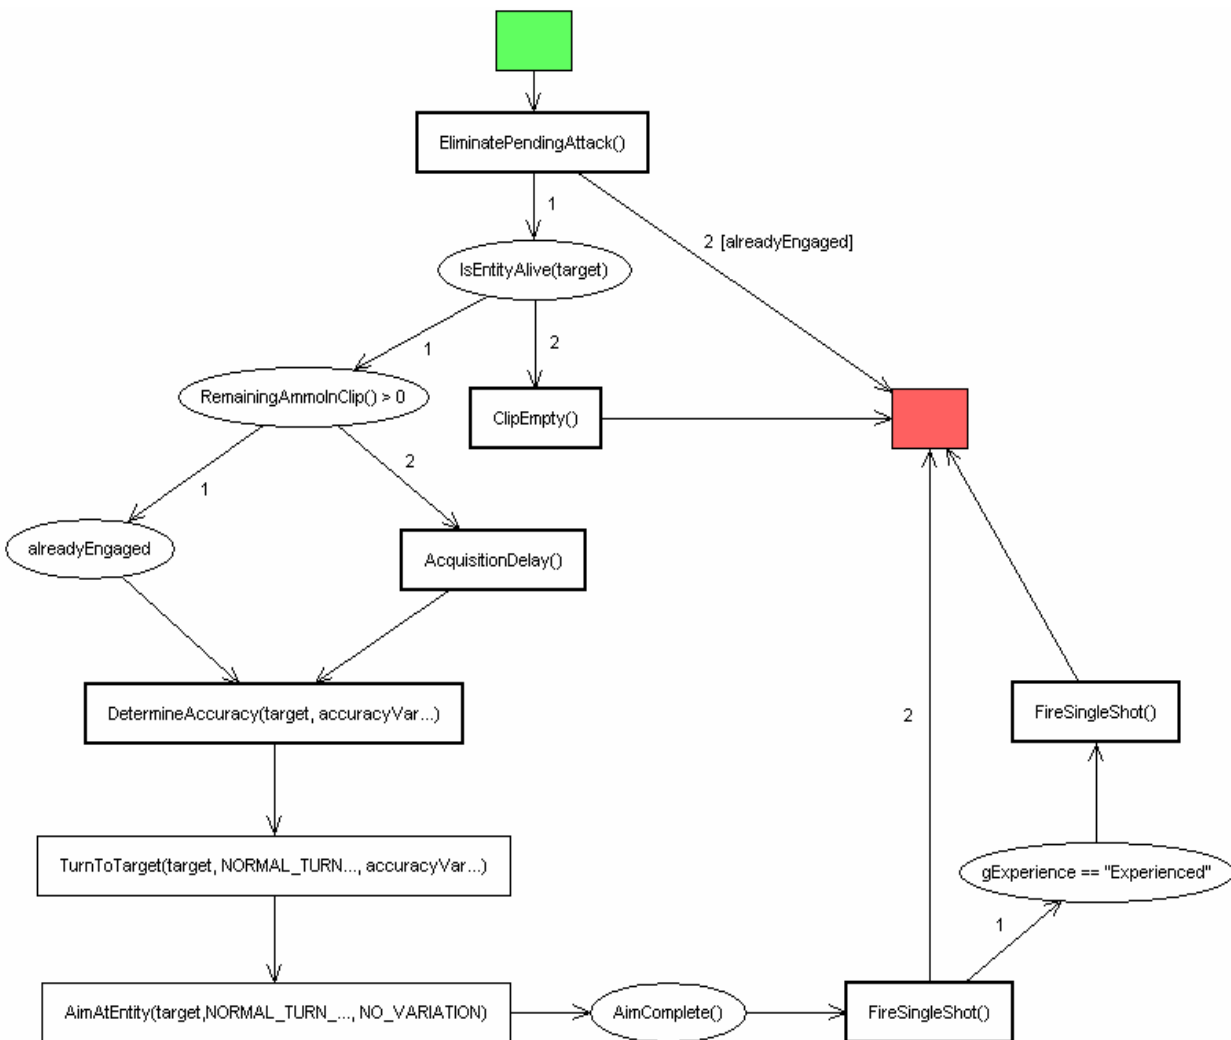 EliminatePendingAttack()
1
2 [alreadyEngaged]
IsEntityAlive(target)
1
2
RemainingAmmoInClip() > 0
ClipEmpty()
1
2
alreadyEngaged
AcquisitionDelay()
DetermineAccuracy(target, accuracyVar...)
2
FireSingleShot()
TurnToTarget(target, NORMAL_TURN..., accuracyVar...)
gExperience == "Experienced"
1
AimAtEntity(target,NORMAL_TURN_..., NO_VARIATION)
AimComplete()
FireSingleShot()